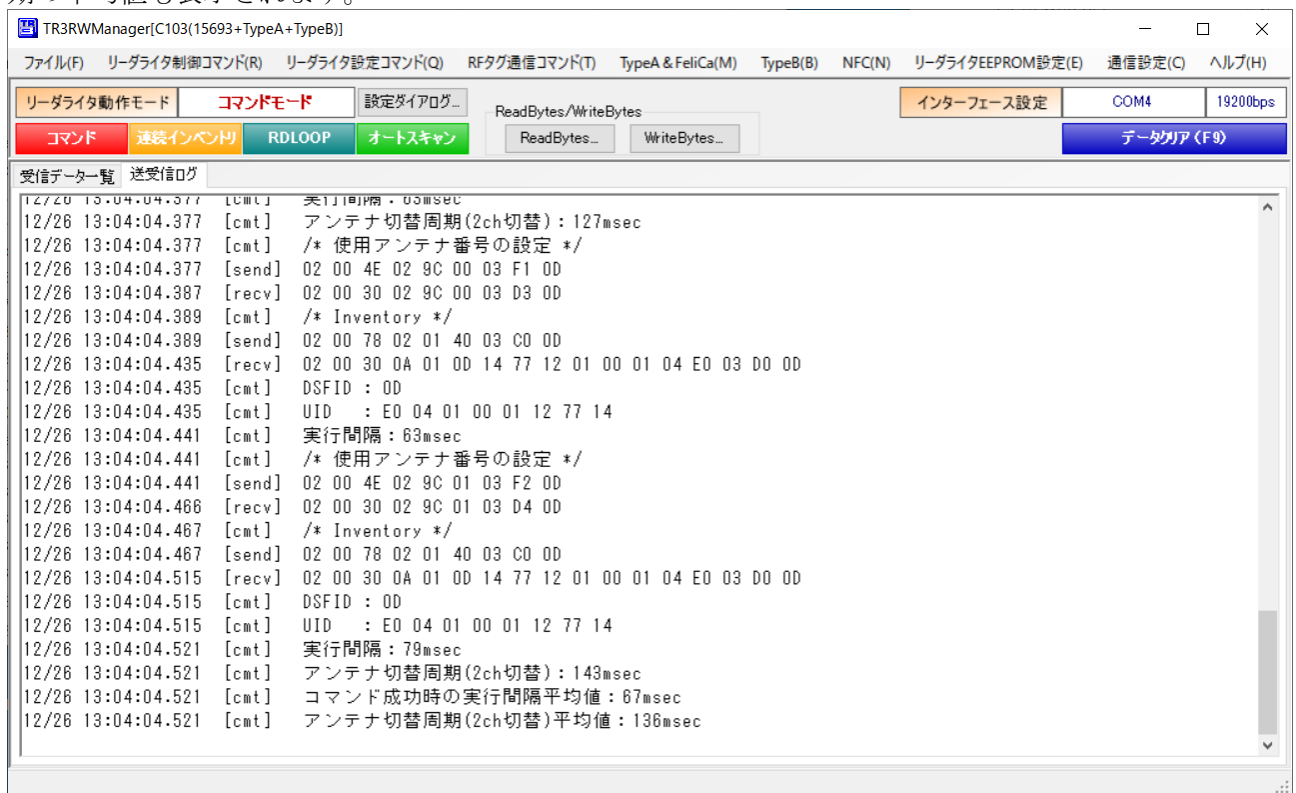 TR3RWManager[C103(15693+TypeA+TypeB)]
ファイル(F) リーダライタ制御コマンド(R) リーダライタ設定コマンド(Q) RFタグ通信コマンド(T) TypeA & FeliCa(M) TypeB(B) NFC(N) リーダライタEEPROM設定(E) 通信設定(C) ヘルプ(H)
リーダライタ動作モード コマンドモード 設定ダイアログ... ReadBytes/WriteBytes インターフェース設定 COM4 19200bps
コマンド 連続インベントリ RDLOOP オートスキャン ReadBytes... WriteBytes... データクリア(F9)
受信データ一覧 送受信ログ
12/26 13:04:04.377 [cmt] 実行間隔：63msec
12/26 13:04:04.377 [cmt] アンテナ切替周期(2ch切替)：127msec
12/26 13:04:04.377 [cmt] /* 使用アンテナ番号の設定 */
12/26 13:04:04.377 [send] 02 00 4E 02 9C 00 03 F1 0D
12/26 13:04:04.387 [recv] 02 00 30 02 9C 00 03 D3 0D
12/26 13:04:04.389 [cmt] /* Inventory */
12/26 13:04:04.389 [send] 02 00 78 02 01 40 03 C0 0D
12/26 13:04:04.435 [recv] 02 00 30 0A 01 0D 14 77 12 01 00 01 04 E0 03 D0 0D
12/26 13:04:04.435 [cmt] DSFID : 0D
12/26 13:04:04.435 [cmt] UID : E0 04 01 00 01 12 77 14
12/26 13:04:04.441 [cmt] 実行間隔：63msec
12/26 13:04:04.441 [cmt] /* 使用アンテナ番号の設定 */
12/26 13:04:04.441 [send] 02 00 4E 02 9C 01 03 F2 0D
12/26 13:04:04.466 [recv] 02 00 30 02 9C 01 03 D4 0D
12/26 13:04:04.467 [cmt] /* Inventory */
12/26 13:04:04.467 [send] 02 00 78 02 01 40 03 C0 0D
12/26 13:04:04.515 [recv] 02 00 30 0A 01 0D 14 77 12 01 00 01 04 E0 03 D0 0D
12/26 13:04:04.515 [cmt] DSFID : 0D
12/26 13:04:04.515 [cmt] UID : E0 04 01 00 01 12 77 14
12/26 13:04:04.521 [cmt] 実行間隔：79msec
12/26 13:04:04.521 [cmt] アンテナ切替周期(2ch切替)：143msec
12/26 13:04:04.521 [cmt] コマンド成功時の実行間隔平均値：67msec
12/26 13:04:04.521 [cmt] アンテナ切替周期(2ch切替)平均値：136msec